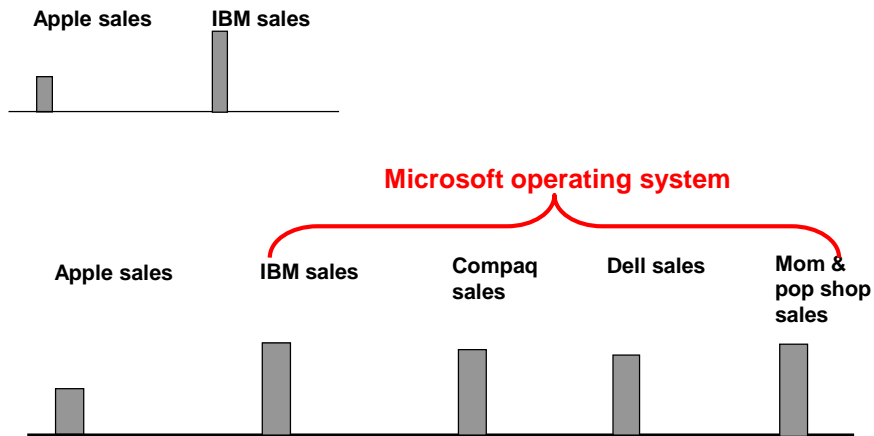 Apple sales
IBM sales
Microsoft operating system
Apple sales
IBM sales
Compaq
sales
Dell sales
Mom &
pop shop
sales